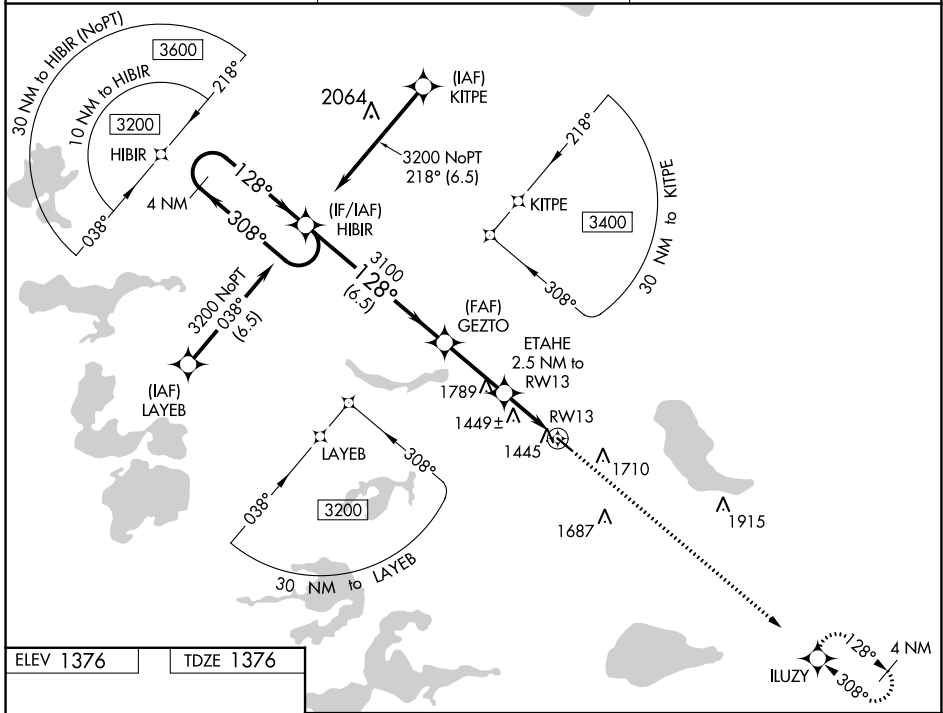 30 NM to HIBIR (NoPT)
3600
10 NM to HIBIR
218°
3200
HIBIR
038°
2064
(IAF)
KITPE
3200 NoPT
218° (6.5)
128°
4 NM
308°
(IF/IAF)
HIBIR
218°
KITPE
3400
308°
30 NM to KITPE
3100
128°
(6.5)
3200 NoPT
038°
(6.5)
(IAF)
LAYEB
(FAF)
GEZTO
ETAHE
2.5 NM to
RW13
1789
1449±
1445
RW13
1710
1687
1915
LAYEB
308°
038°
3200
30 NM to LAYEB
ELEV 1376
TDZE 1376
ILUZY
128°
308°
4 NM